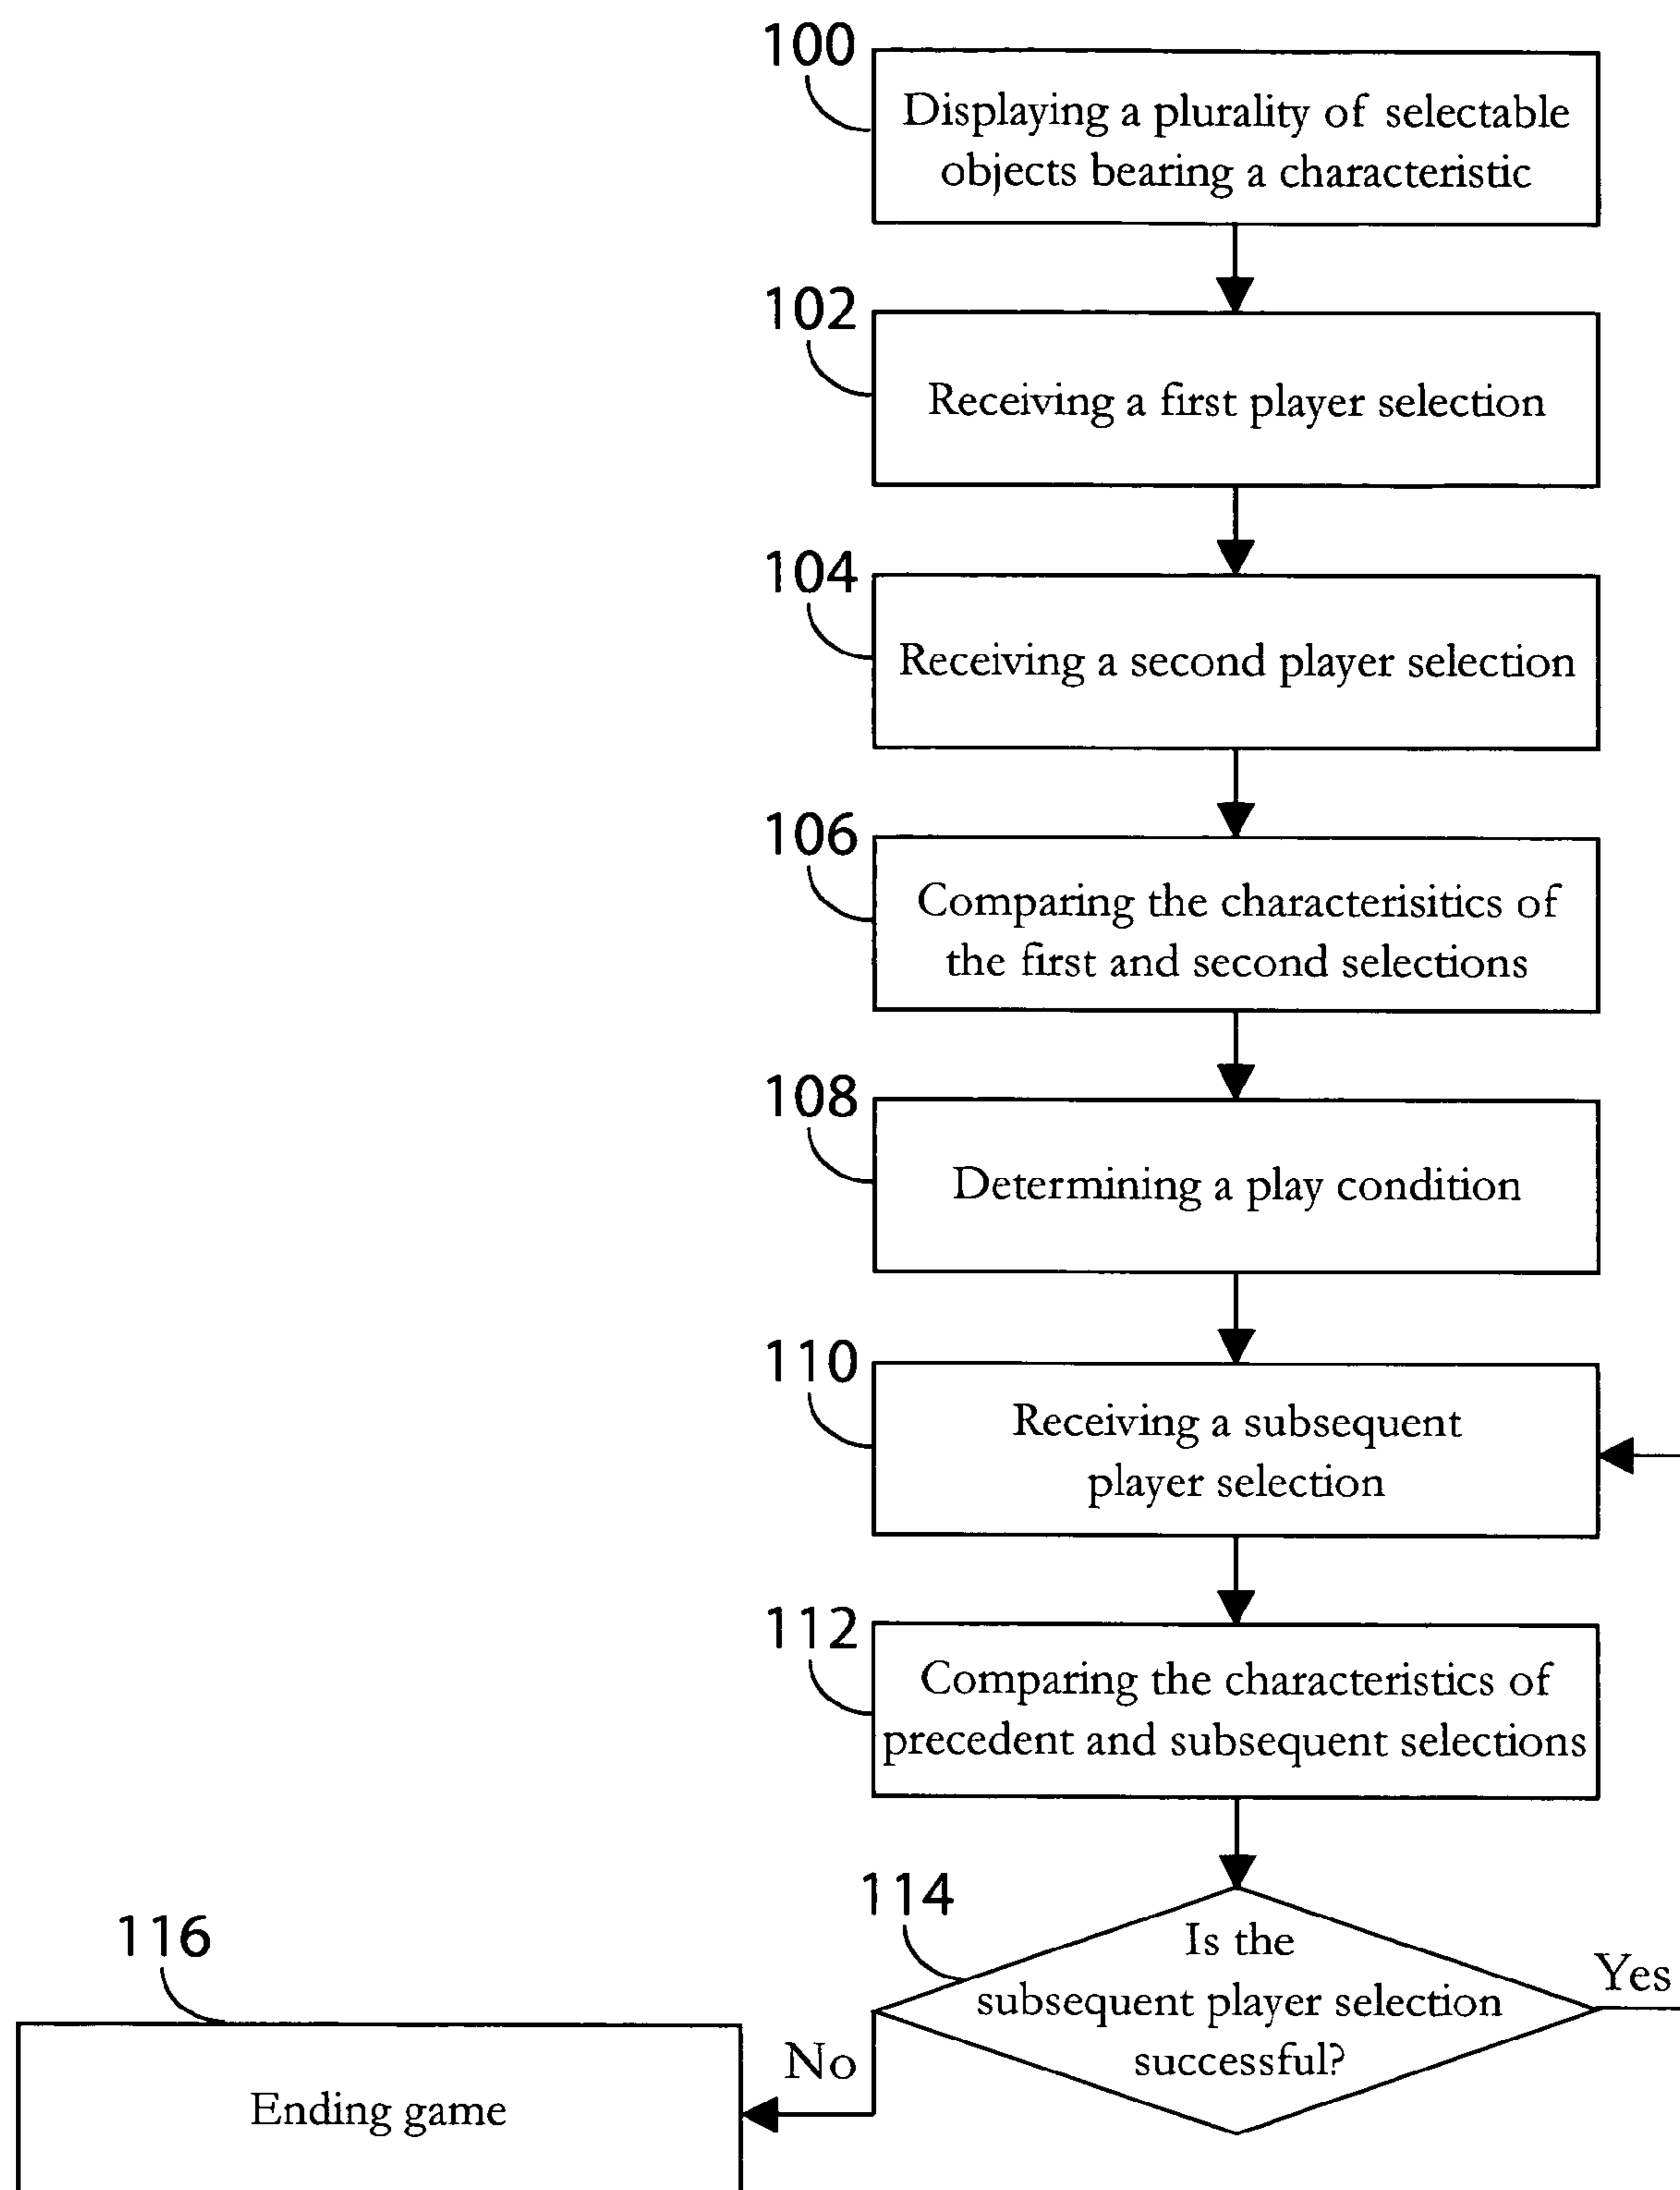 100
Displaying a plurality of selectable
objects bearing a characteristic
102
Receiving a first player selection
104
Receiving a second player selection
106
Comparing the characterisitics of
the first and second selections
108
Determining a play condition
110
Receiving a subsequent
player selection
112
Comparing the characteristics of
precedent and subsequent selections
114
Is the
subsequent player selection
successful?
Yes
No
116
Ending game